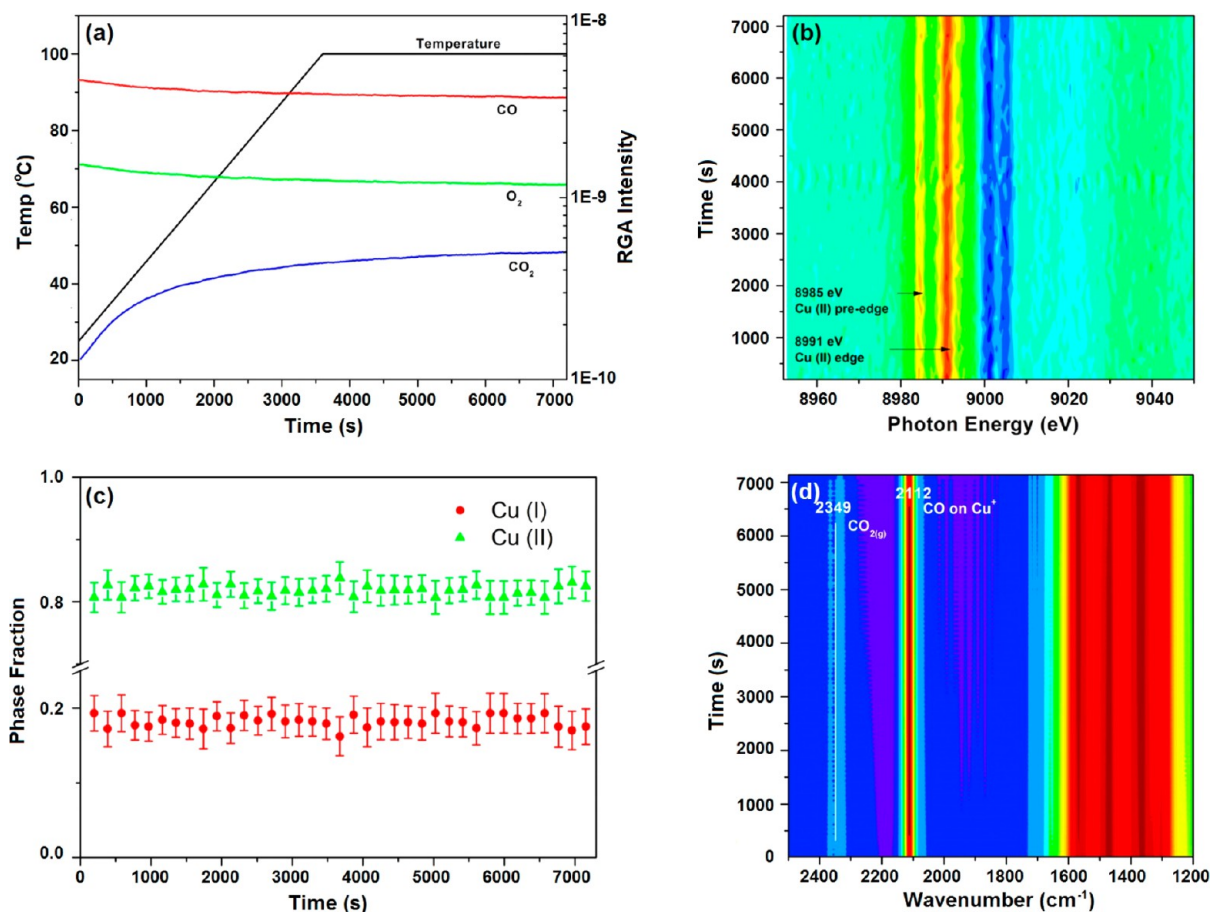 (a)
1E-8
Temperature
100
CO
80
Temp (°C)
O₂
1E-9
RGA Intensity
60
CO₂
40
20
1E-10
0 1000 2000 3000 4000 5000 6000 7000
Time (s)
(b)
7000
6000
5000
4000
3000
2000
1000
Time (s)
8985 eV
Cu (II) pre-edge
8991 eV
Cu (II) edge
8960 8980 9000 9020 9040
Photon Energy (eV)
(c)
1.0
Cu (I)
Cu (II)
0.8
Phase Fraction
0.2
0.0
0 1000 2000 3000 4000 5000 6000 7000
Time (s)
(d)
7000
6000
5000
4000
3000
2000
1000
0
Time (s)
2349
CO₂(g)
2112
CO on Cu⁺
2400 2200 2000 1800 1600 1400 1200
Wavenumber (cm⁻¹)